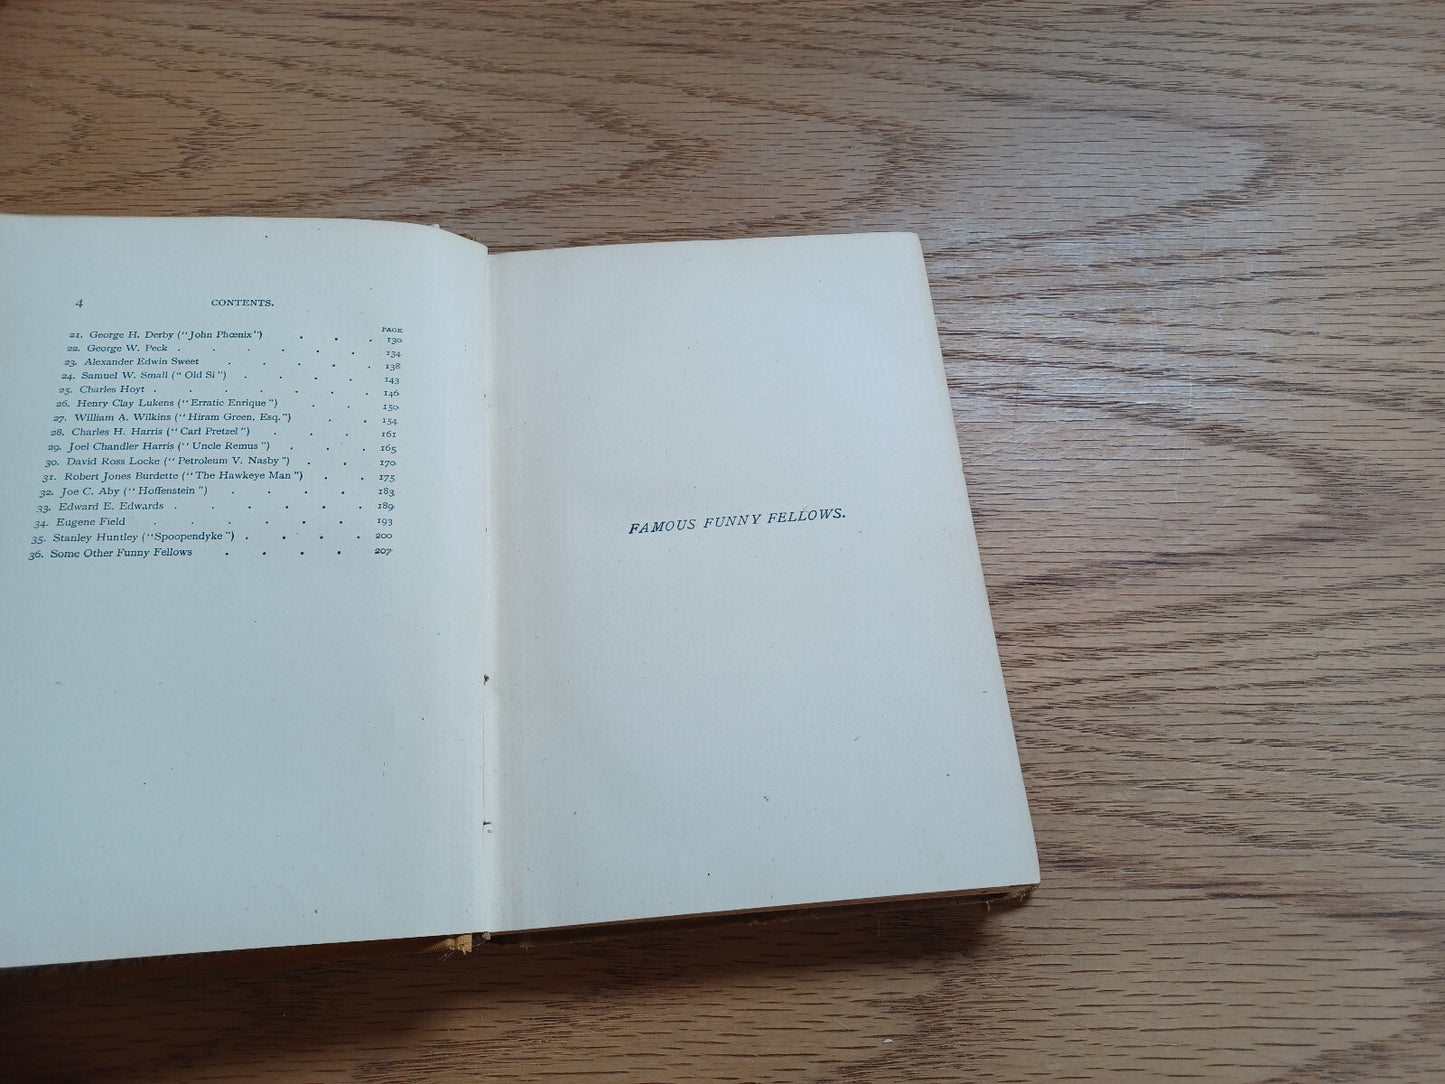 4 CONTENTS.
PAGE
21. George H. Derby ("John Phœnix") . . . 130
22. George W. Peck . . . . . . 134
23. Alexander Edwin Sweet . . . . . 138
24. Samuel W. Small ("Old Si") . . . . 143
25. Charles Hoyt . . . . . . . 146
26. Henry Clay Lukens ("Erratic Enrique") . . . 150
27. William A. Wilkins ("Hiram Green, Esq.") . . 154
28. Charles H. Harris ("Carl Pretzel") . . . . 161
29. Joel Chandler Harris ("Uncle Remus") . . . 165
30. David Ross Locke ("Petroleum V. Nasby") . . 170
31. Robert Jones Burdette ("The Hawkeye Man") . . 175
32. Joe C. Aby ("Hoffenstein") . . . . 183
33. Edward E. Edwards . . . . . . 189
34. Eugene Field . . . . . . . 193
35. Stanley Huntley ("Spoopendyke") . . . . 200
36. Some Other Funny Fellows . . . . 207
FAMOUS FUNNY FELLOWS.